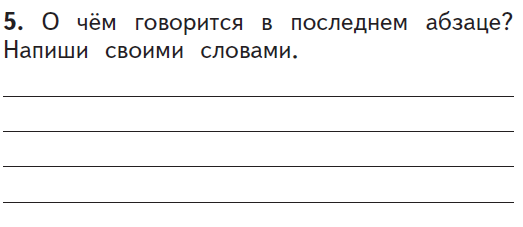 5. О чём говорится в последнем абзаце?
Напиши своими словами.